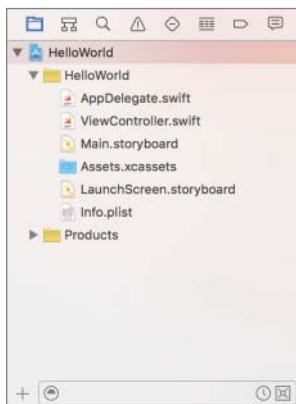 HelloWorld
HelloWorld
AppDelegate.swift
ViewController.swift
Main.storyboard
Assets.xcassets
LaunchScreen.storyboard
Info.plist
Products